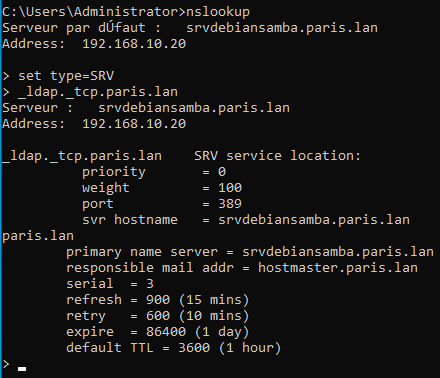 C:\Users\Administrator>nslookup
Serveur par dÚfaut :   srvdebiansamba.paris.lan
Address:  192.168.10.20

> set type=SRV
> _ldap._tcp.paris.lan
Serveur :   srvdebiansamba.paris.lan
Address:  192.168.10.20

_ldap._tcp.paris.lan    SRV service location:
          priority       = 0
          weight         = 100
          port           = 389
          svr hostname   = srvdebiansamba.paris.lan
paris.lan
        primary name server = srvdebiansamba.paris.lan
        responsible mail addr = hostmaster.paris.lan
        serial  = 3
        refresh = 900 (15 mins)
        retry   = 600 (10 mins)
        expire  = 86400 (1 day)
        default TTL = 3600 (1 hour)
>